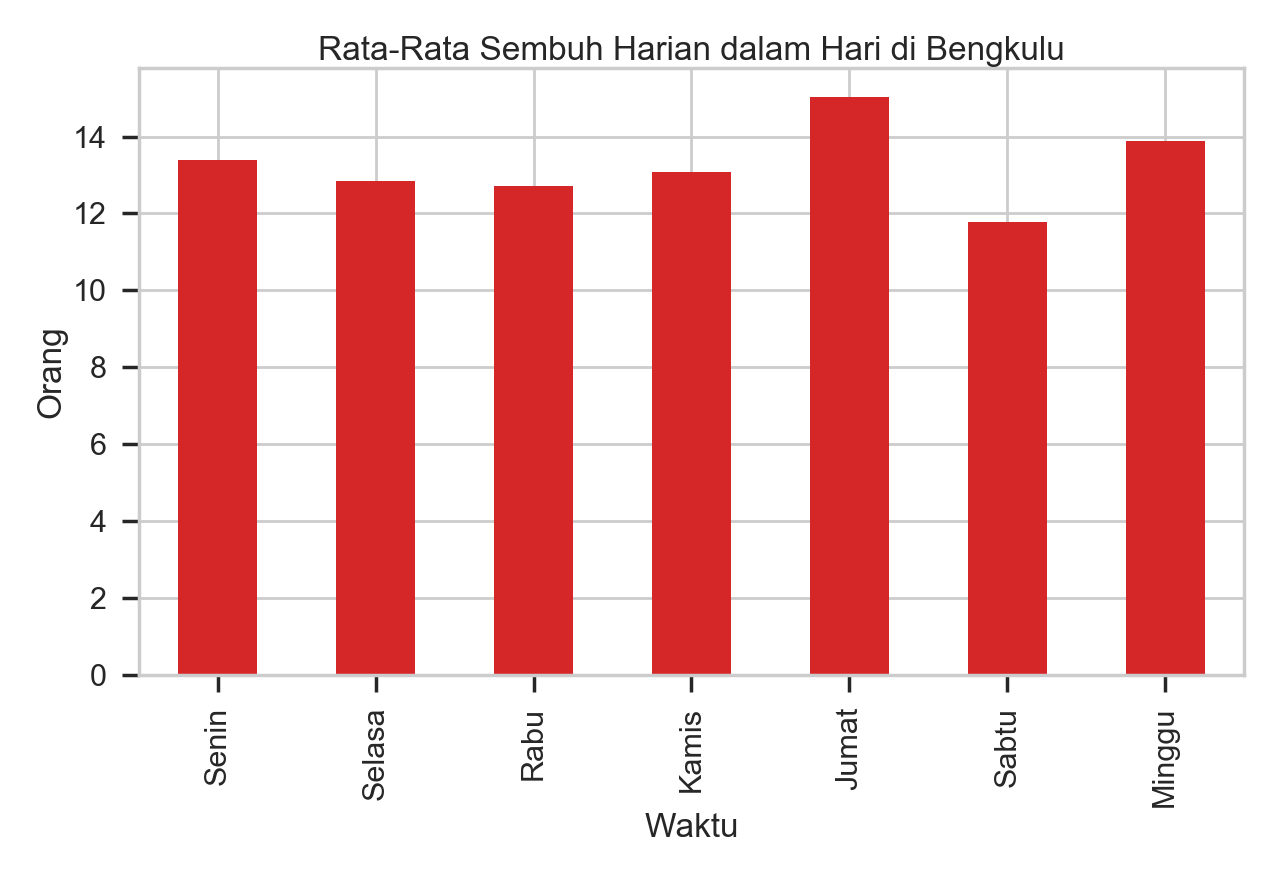 Rata-Rata Sembuh Harian dalam Hari di Bengkulu
14
12
10
8
6
4
2
0
Orang
Senin
Selasa
Rabu
Kamis
Jumat
Sabtu
Minggu
Waktu